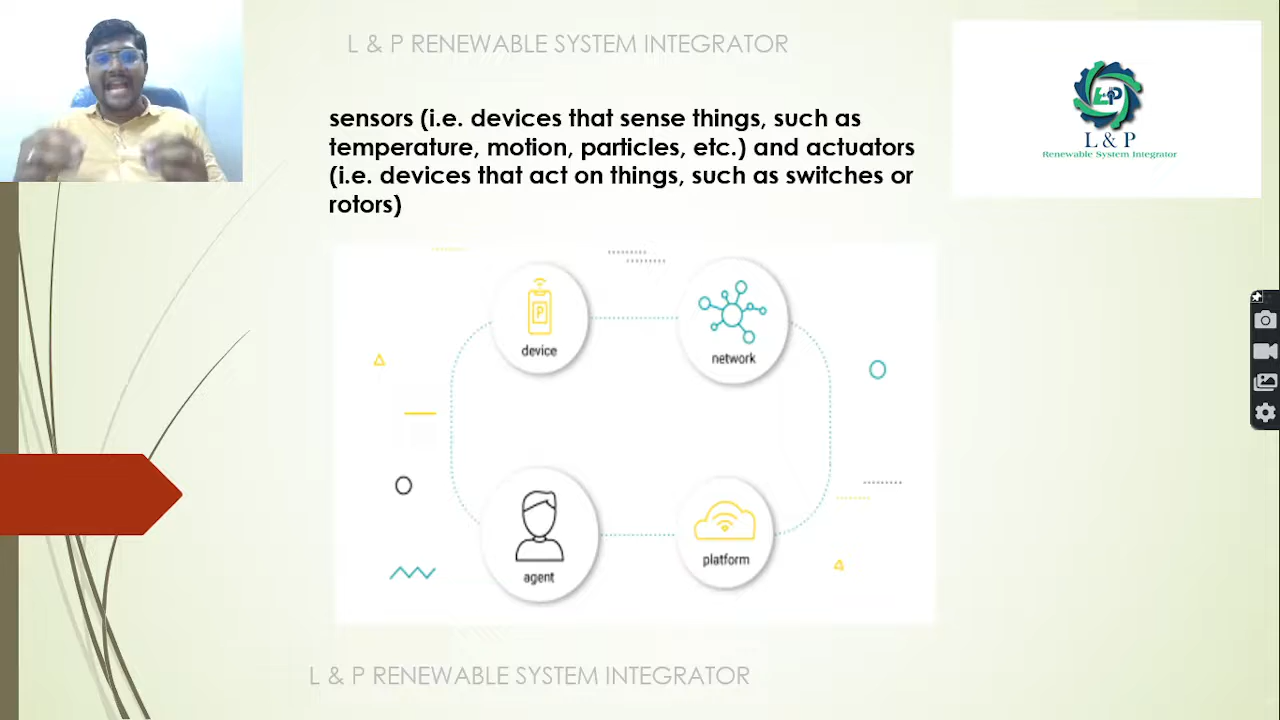 L & P RENEWABLE SYSTEM INTEGRATOR
L&P
L & P
Renewable System Integrator
sensors (i.e. devices that sense things, such as
temperature, motion, particles, etc.) and actuators
(i.e. devices that act on things, such as switches or
rotors)
P
device
network
agent
platform
L & P RENEWABLE SYSTEM INTEGRATOR